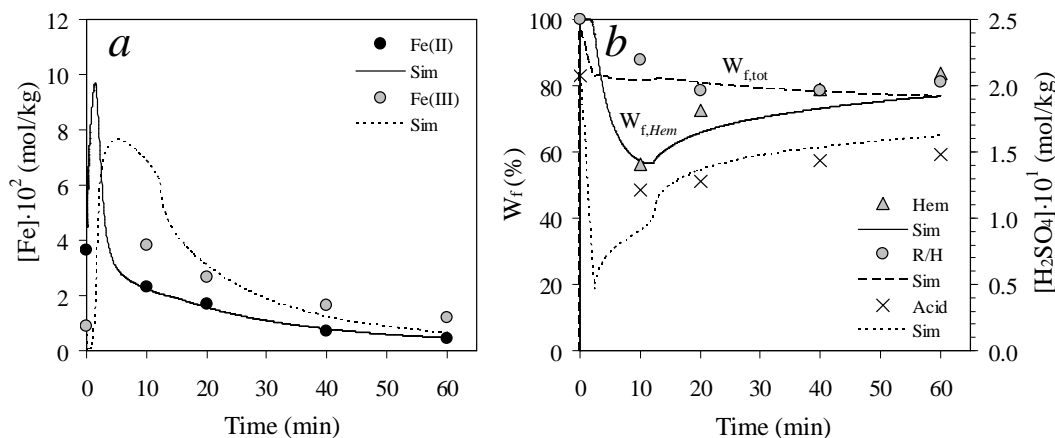 a
Fe(II)
Sim
Fe(III)
Sim
[Fe]·10² (mol/kg)
12
10
8
6
4
2
0
0 10 20 30 40 50 60
Time (min)
b
W_f,tot
W_f,Hem
Hem
Sim
R/H
Sim
Acid
Sim
W_f (%)
100
80
60
40
20
0
[H₂SO₄]·10¹ (mol/kg)
2.5
2.0
1.5
1.0
0.5
0.0
0 10 20 30 40 50 60
Time (min)